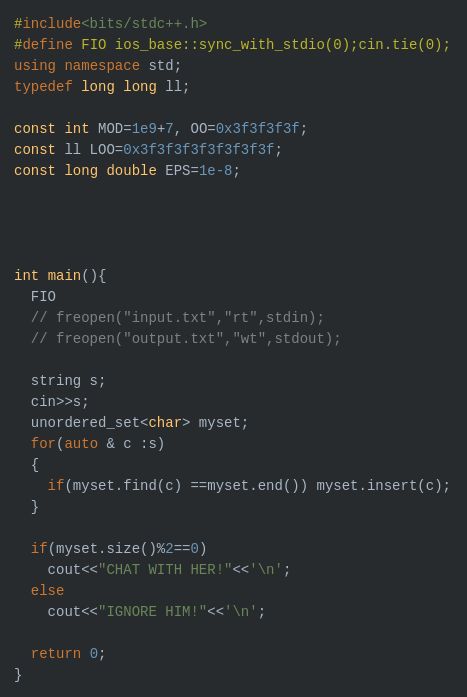 #include<bits/stdc++.h>
#define FIO ios_base::sync_with_stdio(0);cin.tie(0);
using namespace std;
typedef long long ll;

const int MOD=1e9+7, OO=0x3f3f3f3f;
const ll LOO=0x3f3f3f3f3f3f3f3f;
const long double EPS=1e-8;

int main(){
  FIO
  // freopen("input.txt","rt",stdin);
  // freopen("output.txt","wt",stdout);

  string s;
  cin>>s;
  unordered_set<char> myset;
  for(auto & c :s)
  {
    if(myset.find(c) ==myset.end()) myset.insert(c);
  }

  if(myset.size()%2==0)
    cout<<"CHAT WITH HER!"<<'\n';
  else
    cout<<"IGNORE HIM!"<<'\n';

  return 0;
}